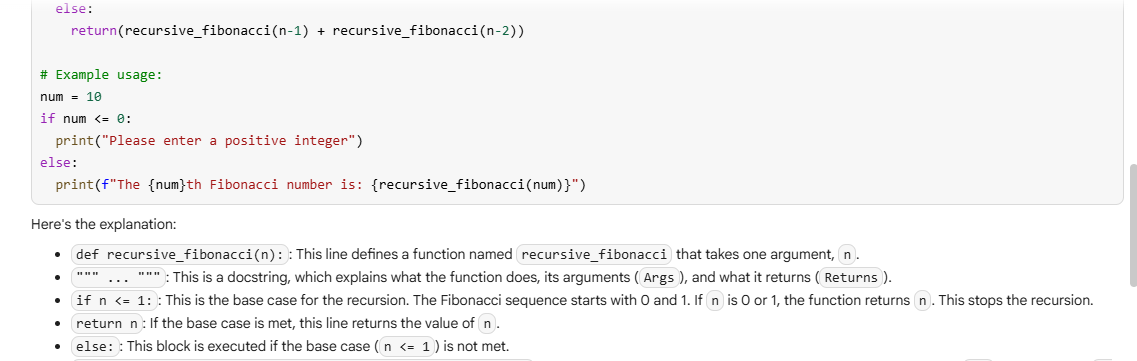 else:
return(recursive_fibonacci(n-1) + recursive_fibonacci(n-2))
# Example usage:
num = 10
if num <= 0:
print("Please enter a positive integer")
else:
print(f"The {num}th Fibonacci number is: {recursive_fibonacci(num)}")
Here's the explanation:
• def recursive_fibonacci(n): : This line defines a function named recursive_fibonacci that takes one argument, n .
• """ ... """ : This is a docstring, which explains what the function does, its arguments ( Args ), and what it returns ( Returns ).
• if n <= 1: : This is the base case for the recursion. The Fibonacci sequence starts with 0 and 1. If n is 0 or 1, the function returns n . This stops the recursion.
• return n : If the base case is met, this line returns the value of n .
• else: : This block is executed if the base case ( n <= 1 ) is not met.